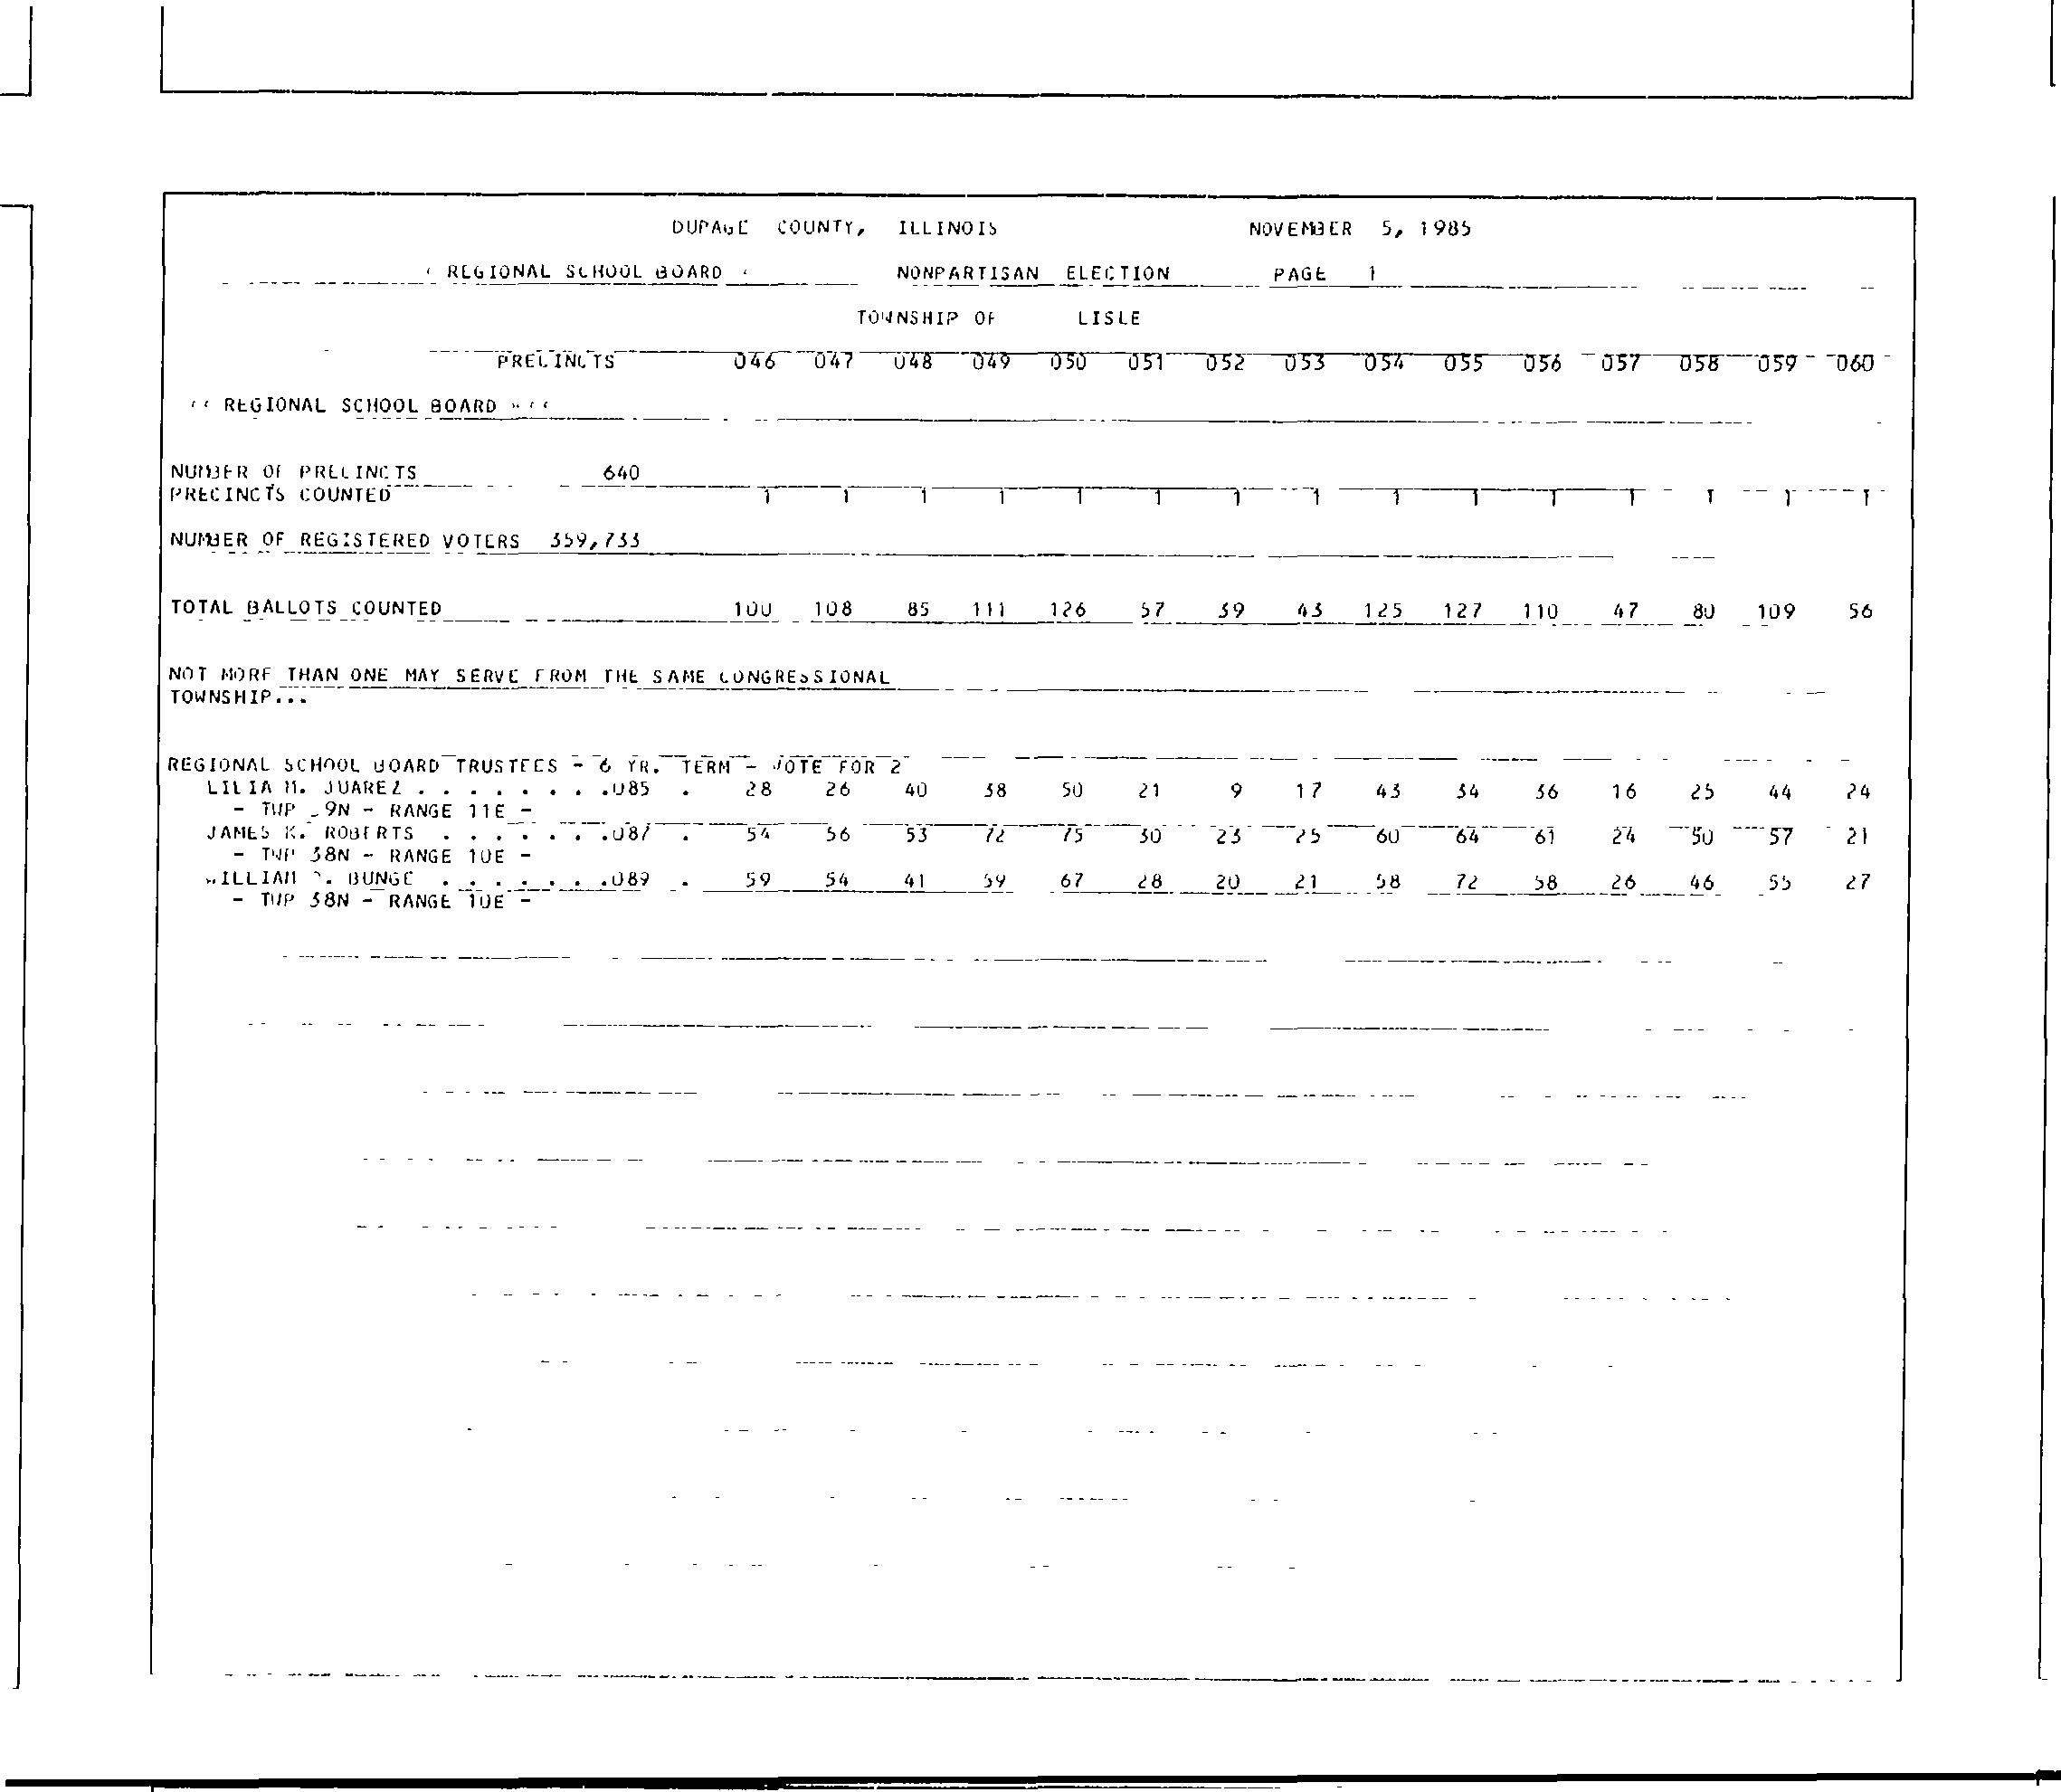 DUPAGE COUNTY, ILLINOIS NOVEMBER 5, 1985
REGIONAL SCHOOL BOARD NONPARTISAN ELECTION PAGE 1
TOWNSHIP OF LISLE
PRECINCTS 046 047 048 049 050 051 052 053 054 055 056 057 058 059 060
REGIONAL SCHOOL BOARD
NUMBER OF PRECINCTS 640
PRECINCTS COUNTED 1 1 1 1 1 1 1 1 1 1 1 1 1 1 1
NUMBER OF REGISTERED VOTERS 359,733
TOTAL BALLOTS COUNTED 100 108 85 111 126 57 39 43 125 127 110 47 80 109 56
NOT MORE THAN ONE MAY SERVE FROM THE SAME CONGRESSIONAL
TOWNSHIP...
REGIONAL SCHOOL BOARD TRUSTEES - 6 YR. TERM - VOTE FOR 2
LILIA M. JUAREZ . . . . . . . .085 . 28 26 40 38 50 21 9 17 43 34 36 16 25 44 24
- TWP 9N - RANGE 11E -
JAMES K. ROBERTS . . . . . . .087 . 54 56 53 72 75 30 23 25 60 64 61 24 50 57 21
- TWP 38N - RANGE 10E -
WILLIAM BUNGE . . . . . . .089 . 59 54 41 59 67 28 20 21 58 72 58 26 46 55 27
- TWP 38N - RANGE 10E -